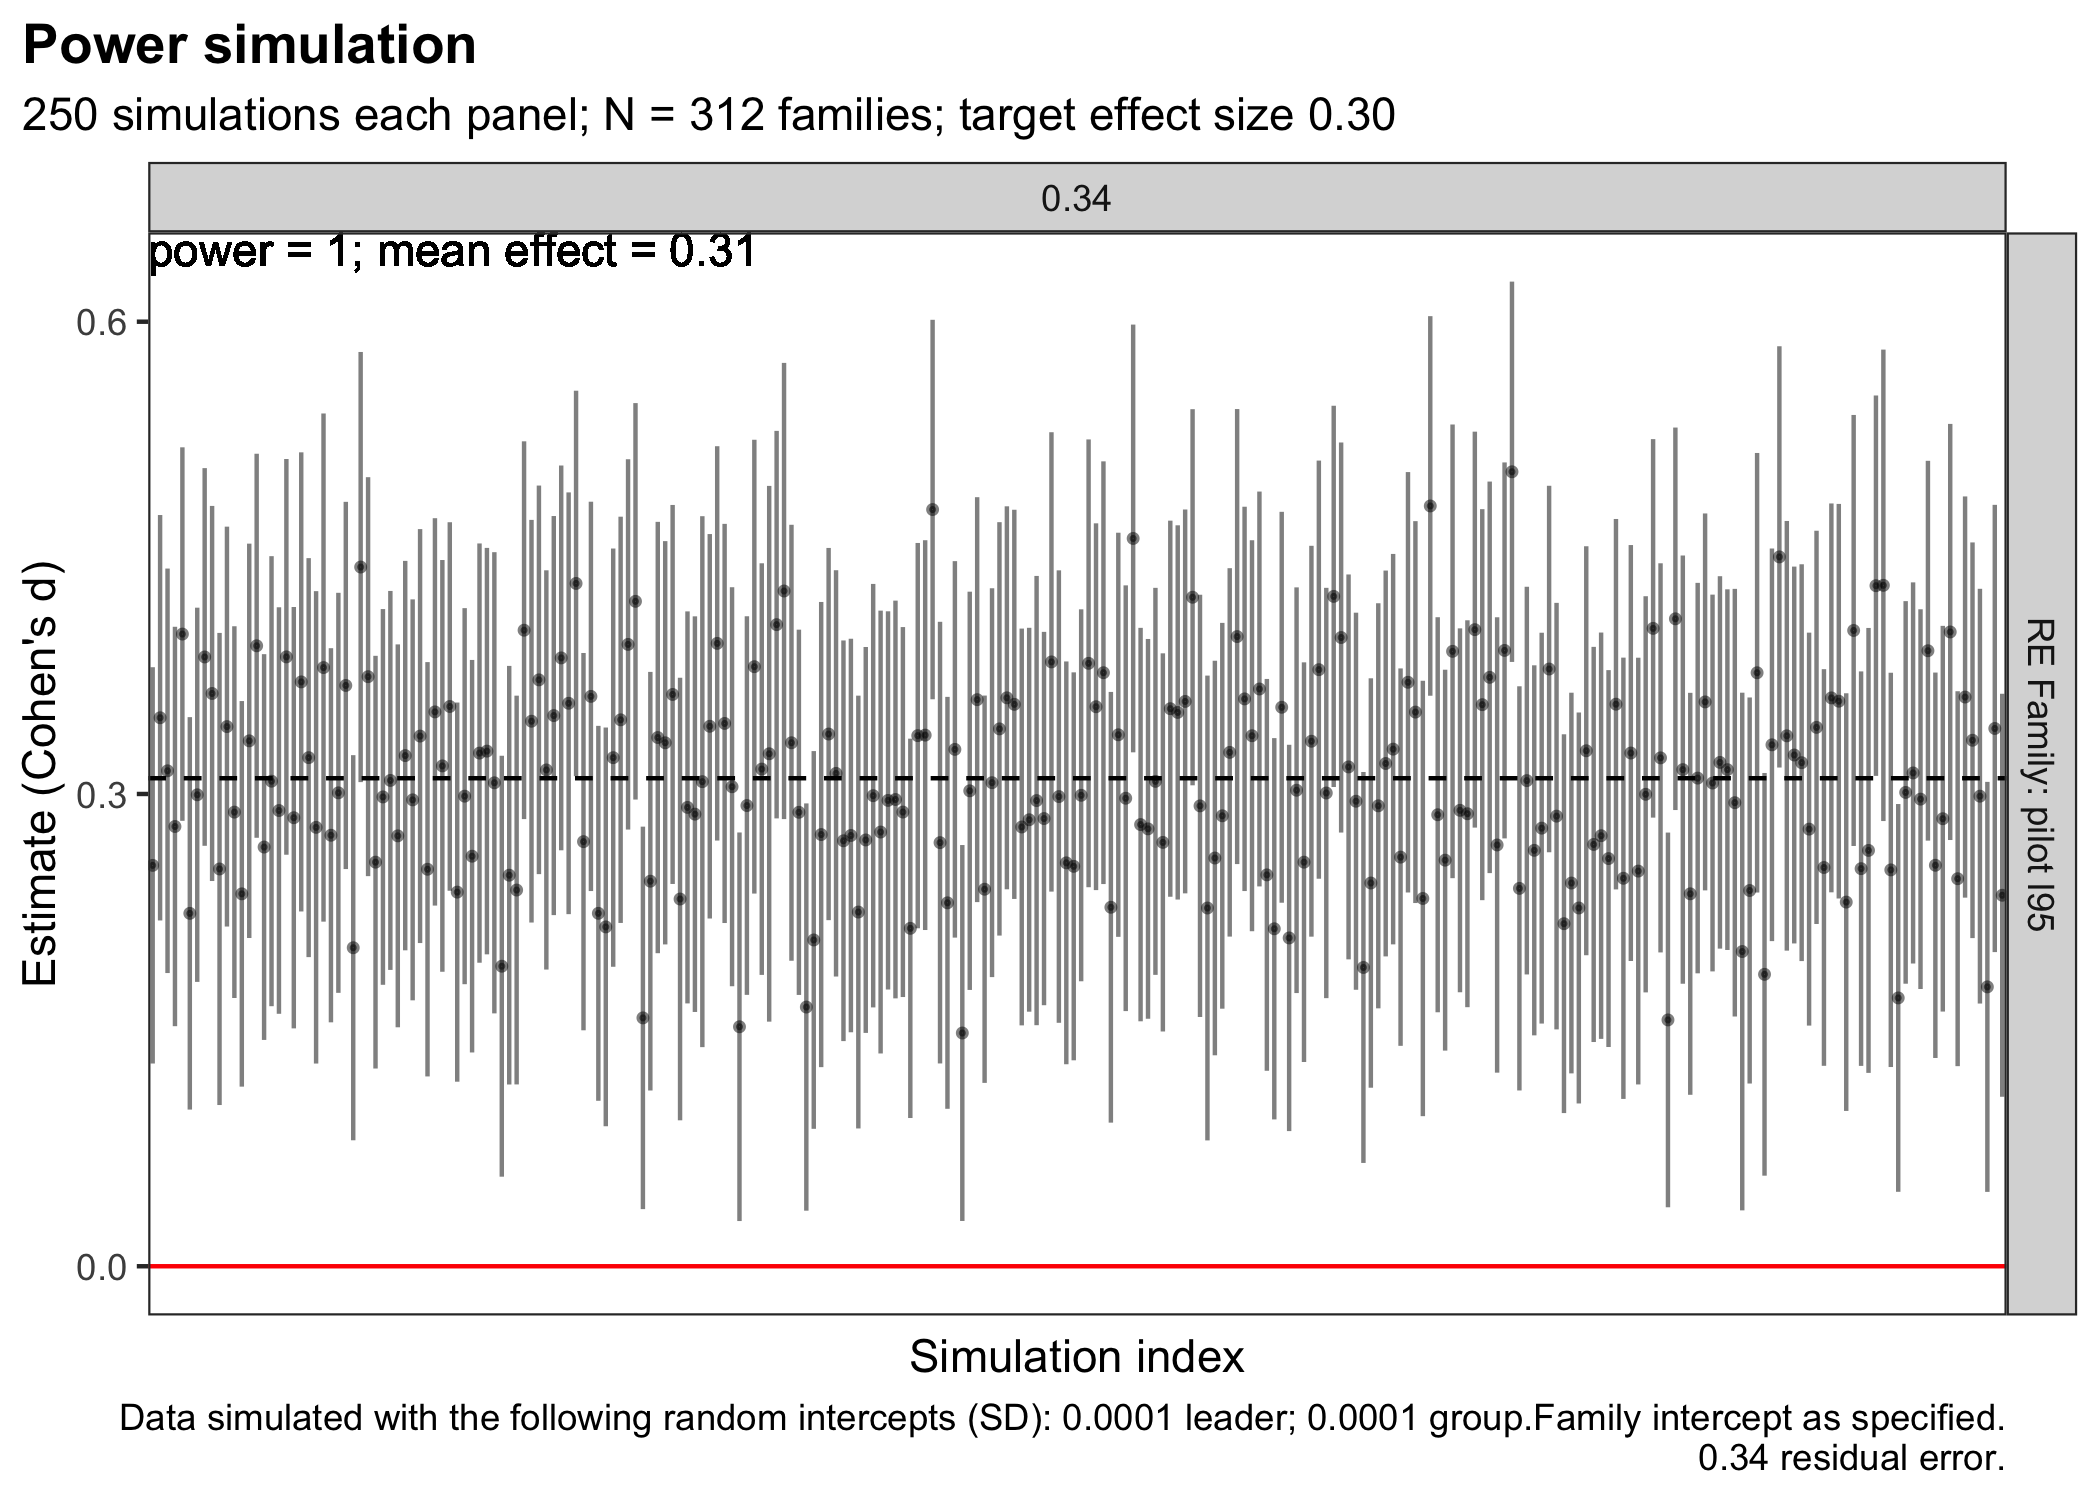 Power simulation
250 simulations each panel; N = 312 families; target effect size 0.30
0.34
power = 1; mean effect = 0.31
0.6
0.3
0.0
Estimate (Cohen's d)
RE Family: pilot l95
Simulation index
Data simulated with the following random intercepts (SD): 0.0001 leader; 0.0001 group.Family intercept as specified.
0.34 residual error.